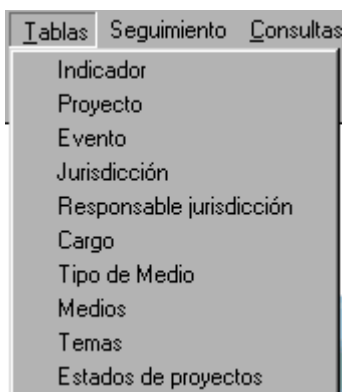 Tablas Seguimiento Consultas
Indicador
Proyecto
Evento
Jurisdicción
Responsable jurisdicción
Cargo
Tipo de Medio
Medios
Temas
Estados de proyectos